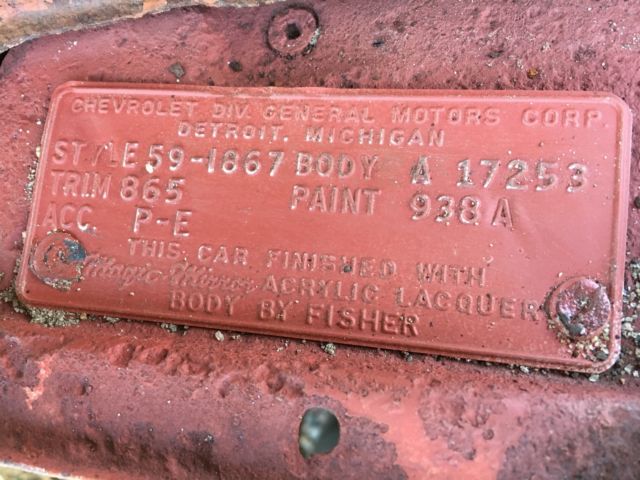 CHEVROLET DIV. GENERAL MOTORS CORP.
DETROIT, MICHIGAN
STYLE 59-1867 BODY A 17253
TRIM 865 PAINT 938 A
ACC. P-E
THIS CAR FINISHED WITH
Magic-Mirror ACRYLIC LACQUER
BODY BY FISHER